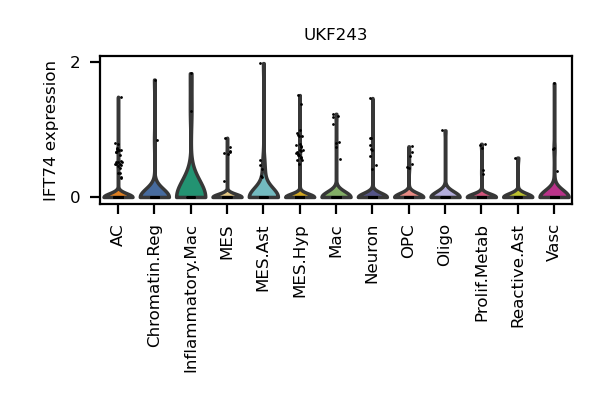 UKF243
IFT74 expression
2
0
AC
Chromatin.Reg
Inflammatory.Mac
MES
MES.Ast
MES.Hyp
Mac
Neuron
OPC
Oligo
Prolif.Metab
Reactive.Ast
Vasc